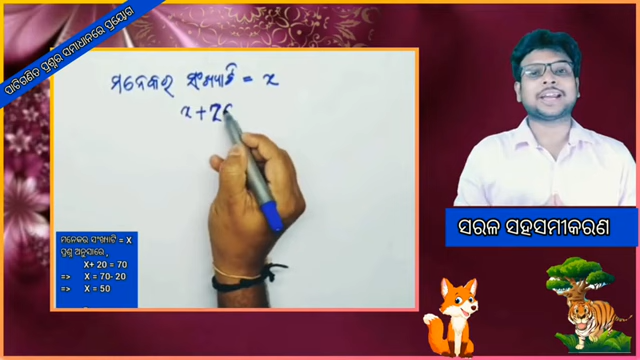 ପାଟିଗଣିତ ପ୍ରଶ୍ନର ସମାଧାନରେ ପ୍ରୟୋଗ
ମନେକର ସଂଖ୍ୟାଟି = x
x + 20
ମନେକର ସଂଖ୍ୟାଟି = X
ପ୍ରଶ୍ନ ଅନୁସାରେ ,
X+ 20 = 70
=> X = 70- 20
=> X = 50
ସରଳ ସହସମୀକରଣ